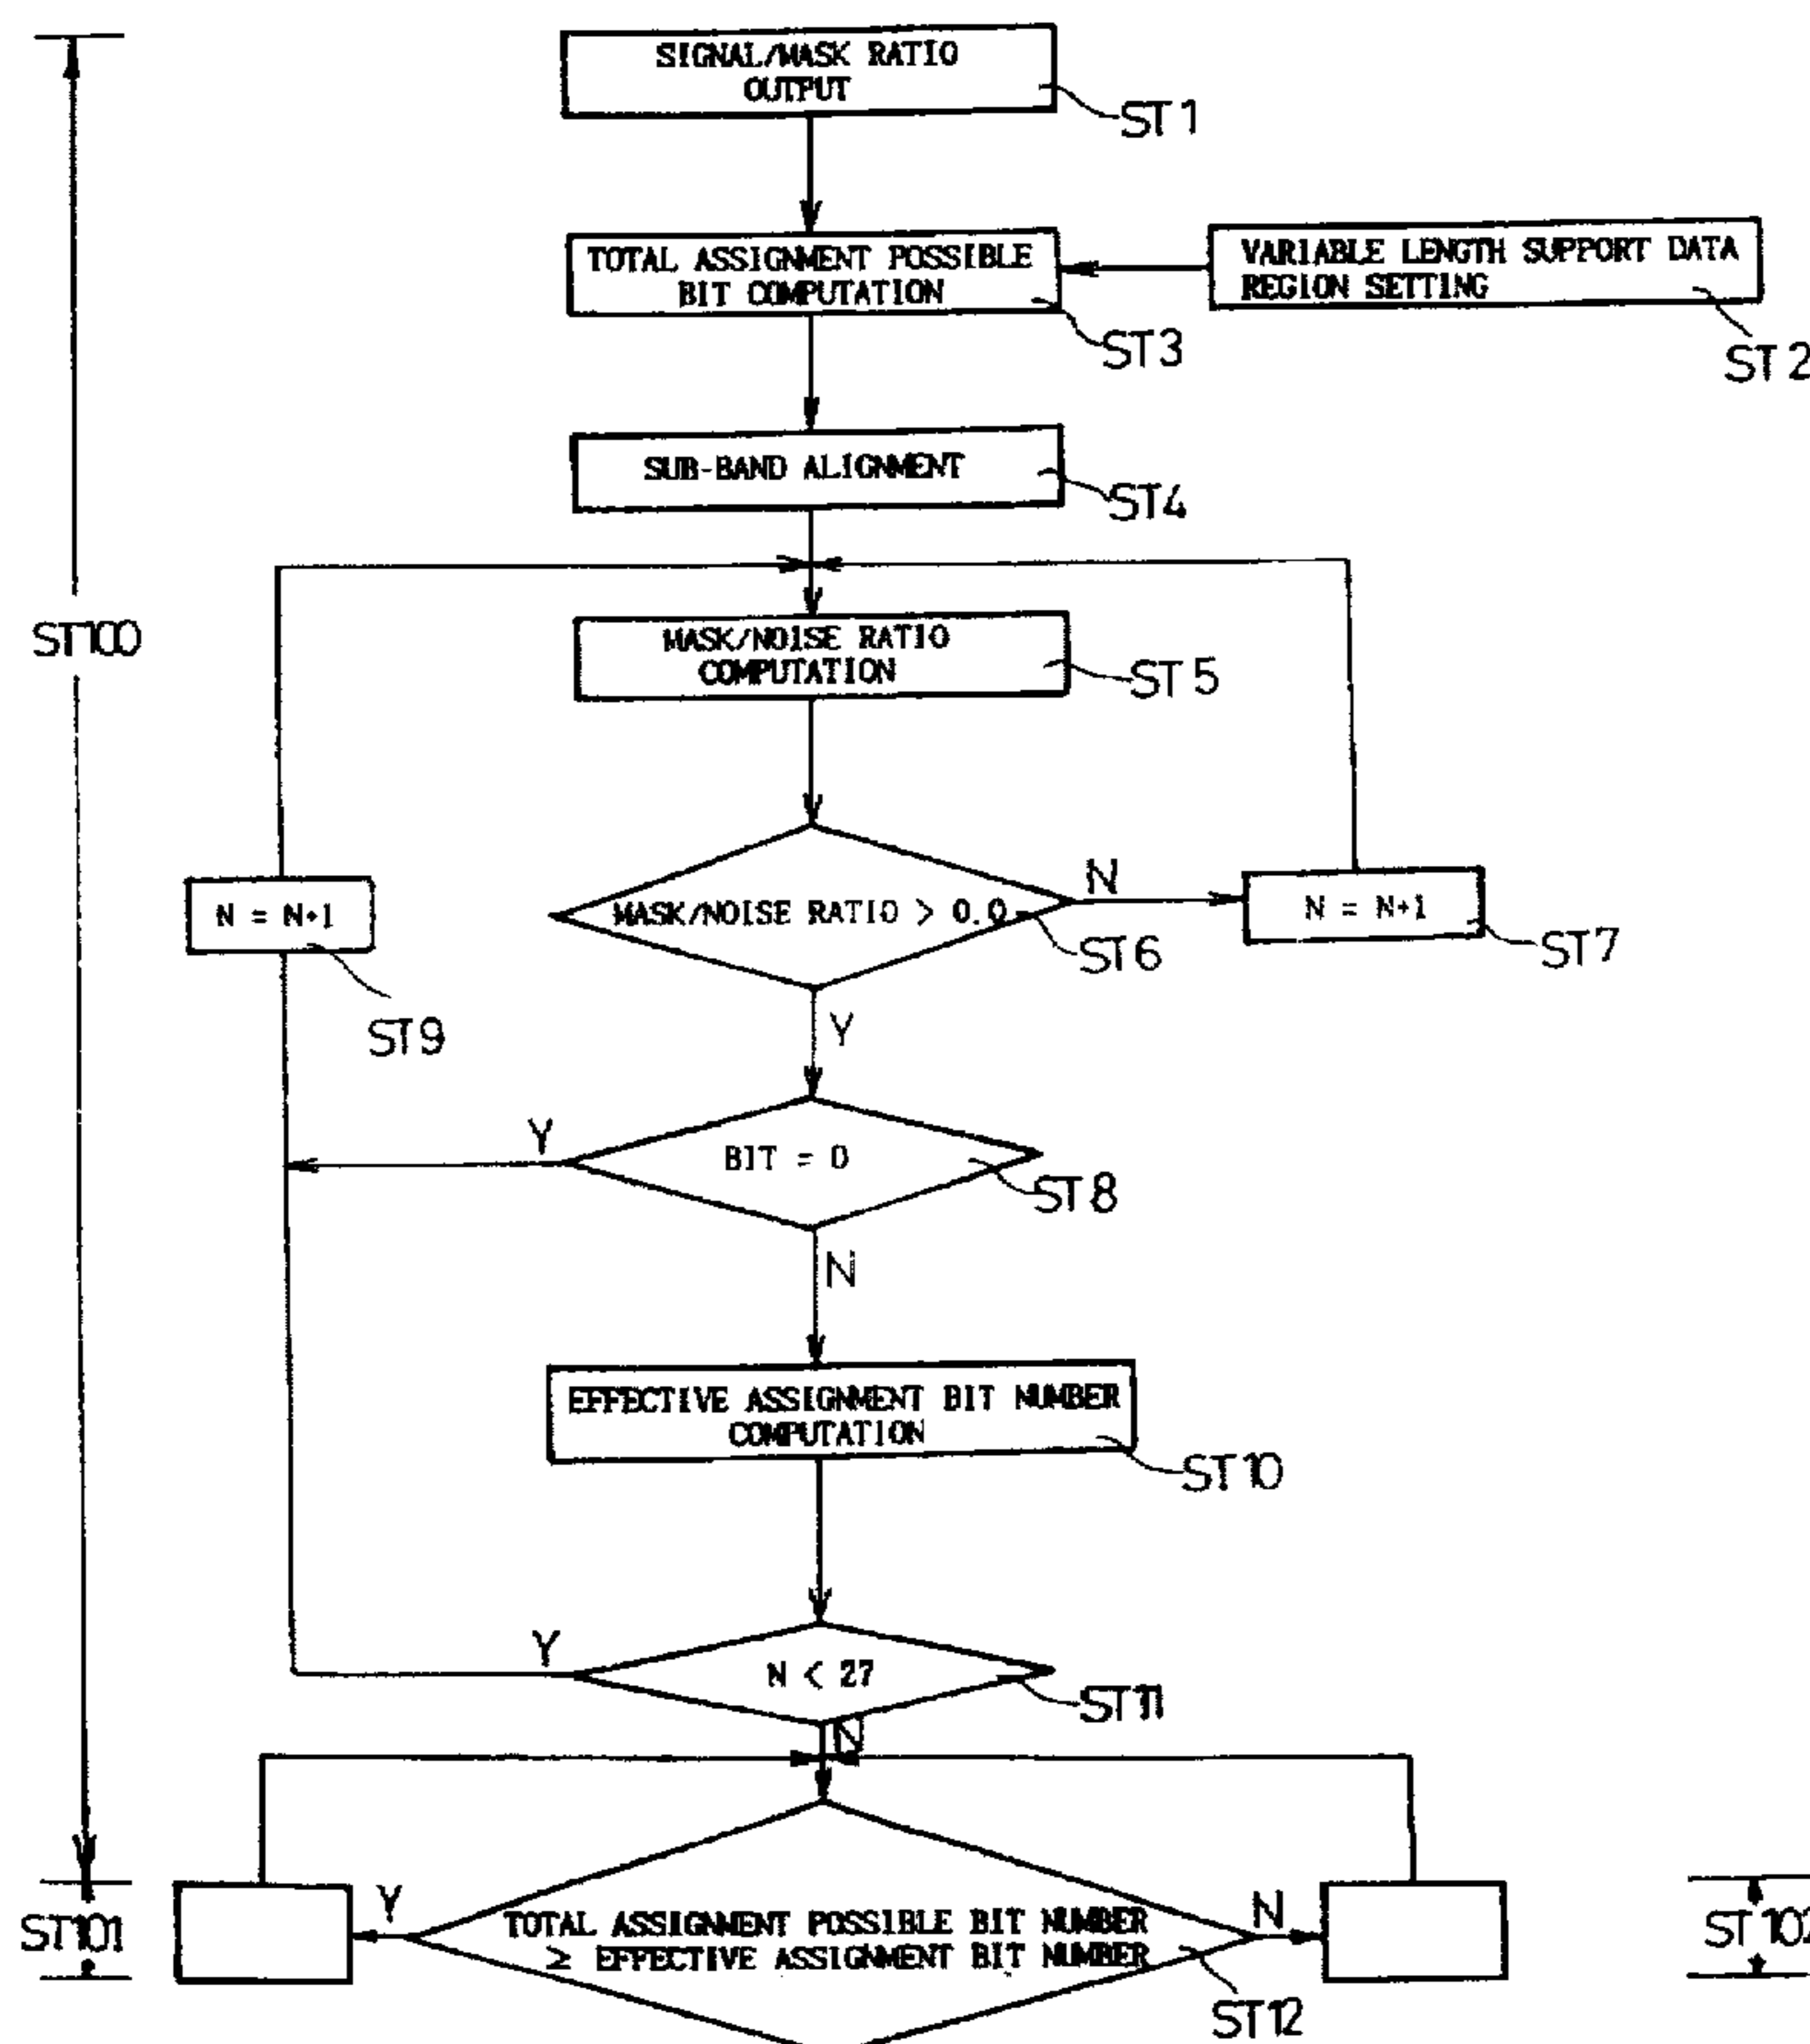 SIGNAL/MASK RATIO
OUTPUT
ST1
TOTAL ASSIGNMENT POSSIBLE
BIT COMPUTATION
ST3
VARIABLE LENGTH SUPPORT DATA
REGION SETTING
ST2
SUB-BAND ALIGNMENT
ST4
ST100
MASK/NOISE RATIO
COMPUTATION
ST5
MASK/NOISE RATIO > 0.0
ST6
N
N = N+1
ST7
N = N+1
ST9
Y
BIT = 0
ST8
Y
N
EFFECTIVE ASSIGNMENT BIT NUMBER
COMPUTATION
ST10
N < 27
ST11
Y
N
ST101
Y
TOTAL ASSIGNMENT POSSIBLE BIT NUMBER
≥ EFFECTIVE ASSIGNMENT BIT NUMBER
ST12
N
ST102